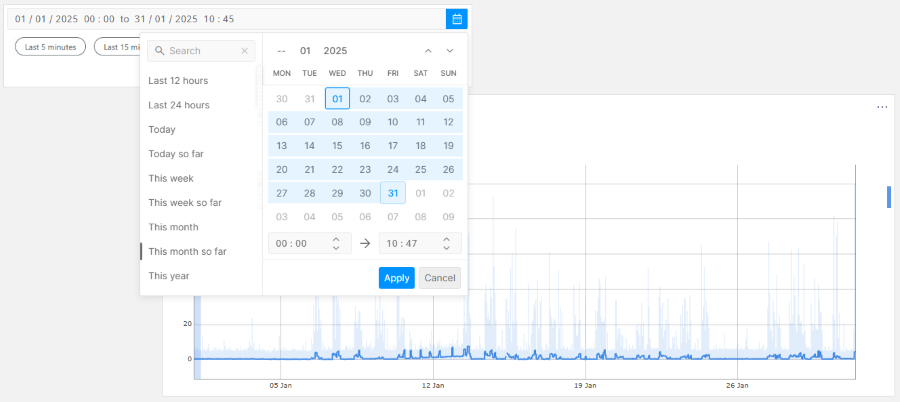 01 / 01 / 2025 00 : 00 to 31 / 01 / 2025 10 : 45
Last 5 minutes
Last 15 mi
Search
Last 12 hours
Last 24 hours
Today
Today so far
This week
This week so far
This month
This month so far
This year
-- 01 2025
MON TUE WED THU FRI SAT SUN
30 31 01 02 03 04 05
06 07 08 09 10 11 12
13 14 15 16 17 18 19
20 21 22 23 24 25 26
27 28 29 30 31 01 02
03 04 05 06 07 08 09
00 : 00 → 10 : 47
Apply Cancel
...
20
0
05 Jan 12 Jan 19 Jan 26 Jan